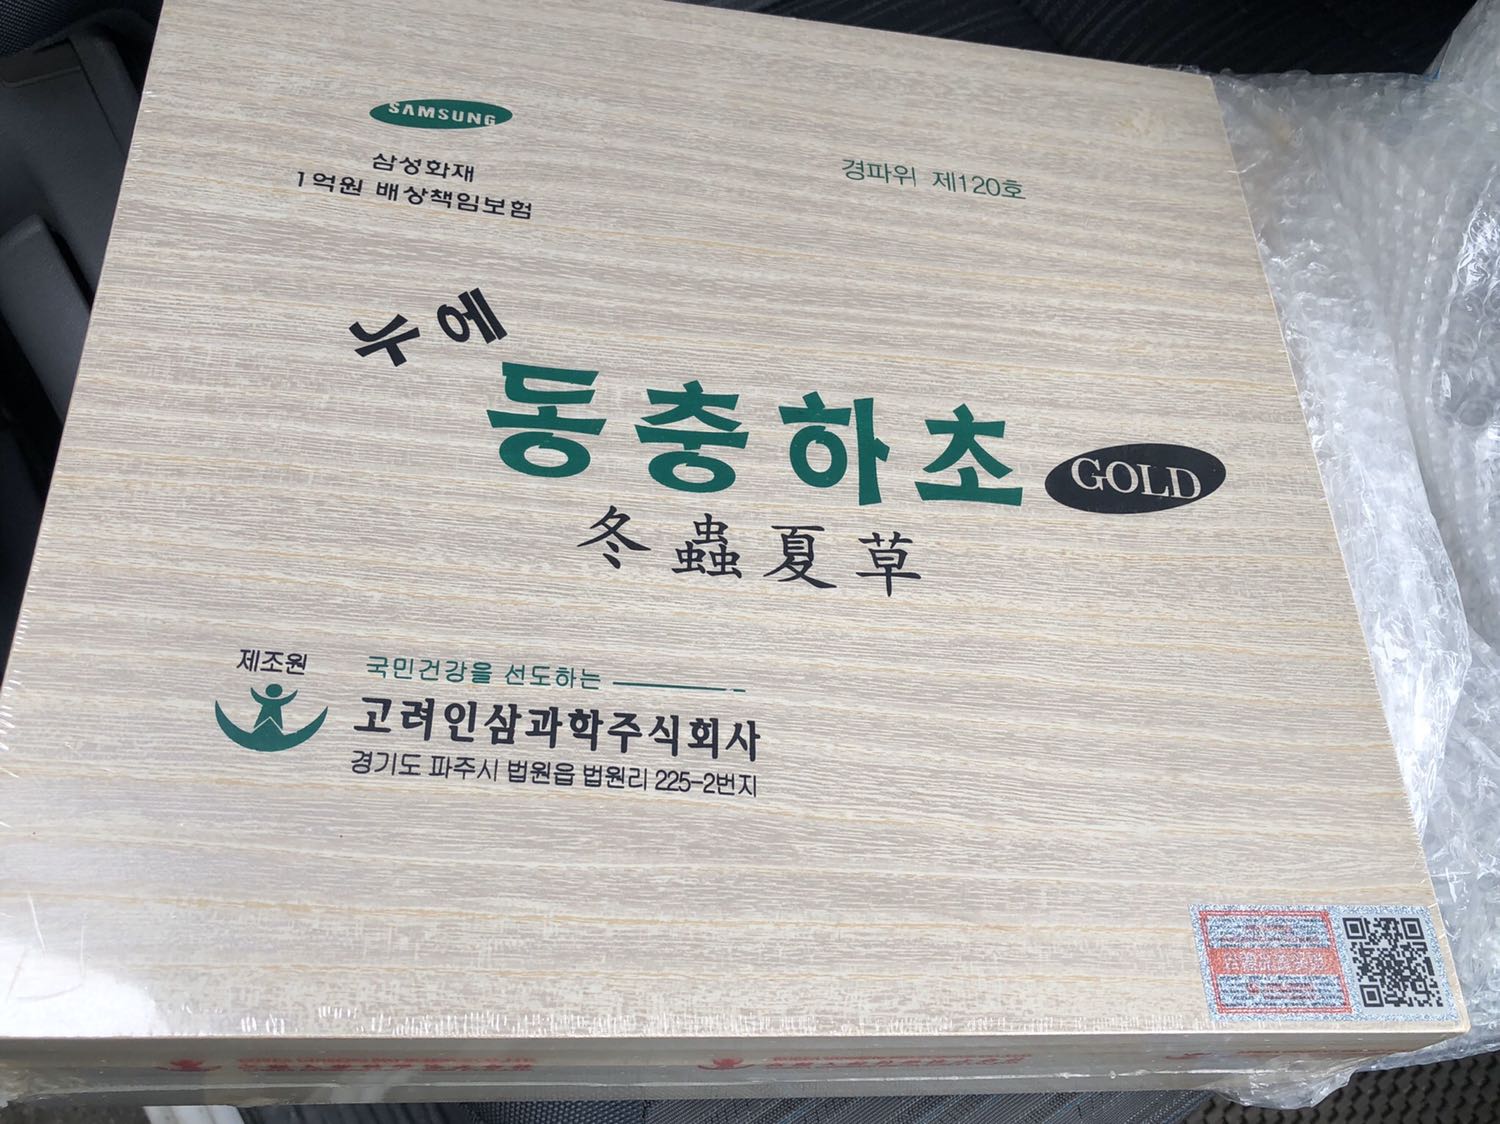 SAMSUNG
삼성화재
1억원 배상책임보험
경파위 제120호
누에
동충하초 GOLD
冬蟲夏草
제조원
국민건강을 선도하는
고려인삼과학주식회사
경기도 파주시 법원읍 법원리 225-2번지